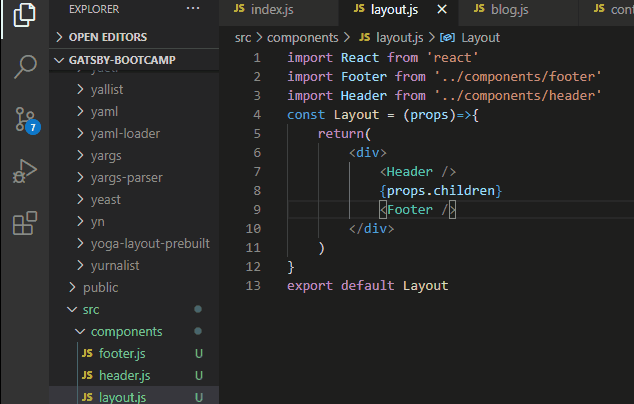 EXPLORER
OPEN EDITORS
GATSBY-BOOTCAMP
yallist
yaml
yaml-loader
yargs
yargs-parser
yeast
yn
yoga-layout-prebuilt
yurnalist
public
src
components
JS footer.js U
JS header.js U
JS layout.js U
7
JS index.js
JS layout.js
JS blog.js
src > components > JS layout.js > Layout
1 import React from 'react'
2 import Footer from '../components/footer'
3 import Header from '../components/header'
4 const Layout = (props)=>{
5 return(
6 <div>
7 <Header />
8 {props.children}
9 <Footer />
10 </div>
11 )
12 }
13 export default Layout